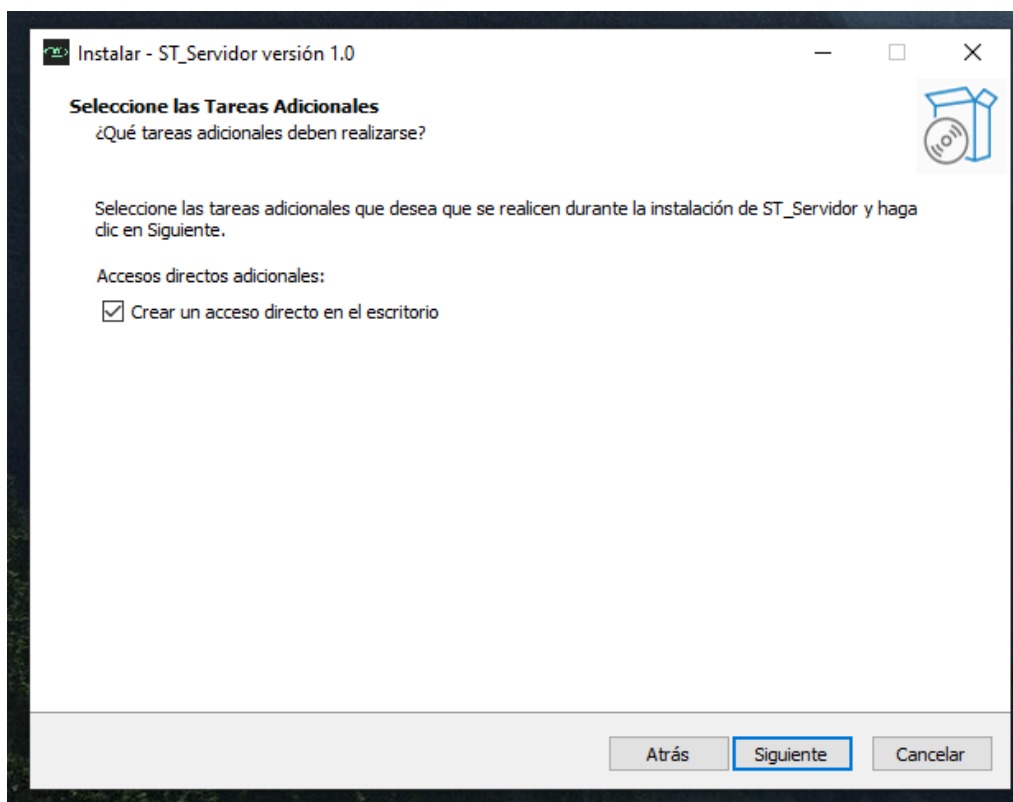 Instalar - ST_Servidor versión 1.0
Seleccione las Tareas Adicionales
¿Qué tareas adicionales deben realizarse?
Seleccione las tareas adicionales que desea que se realicen durante la instalación de ST_Servidor y haga
clic en Siguiente.
Accesos directos adicionales:
Crear un acceso directo en el escritorio
Atrás Siguiente Cancelar